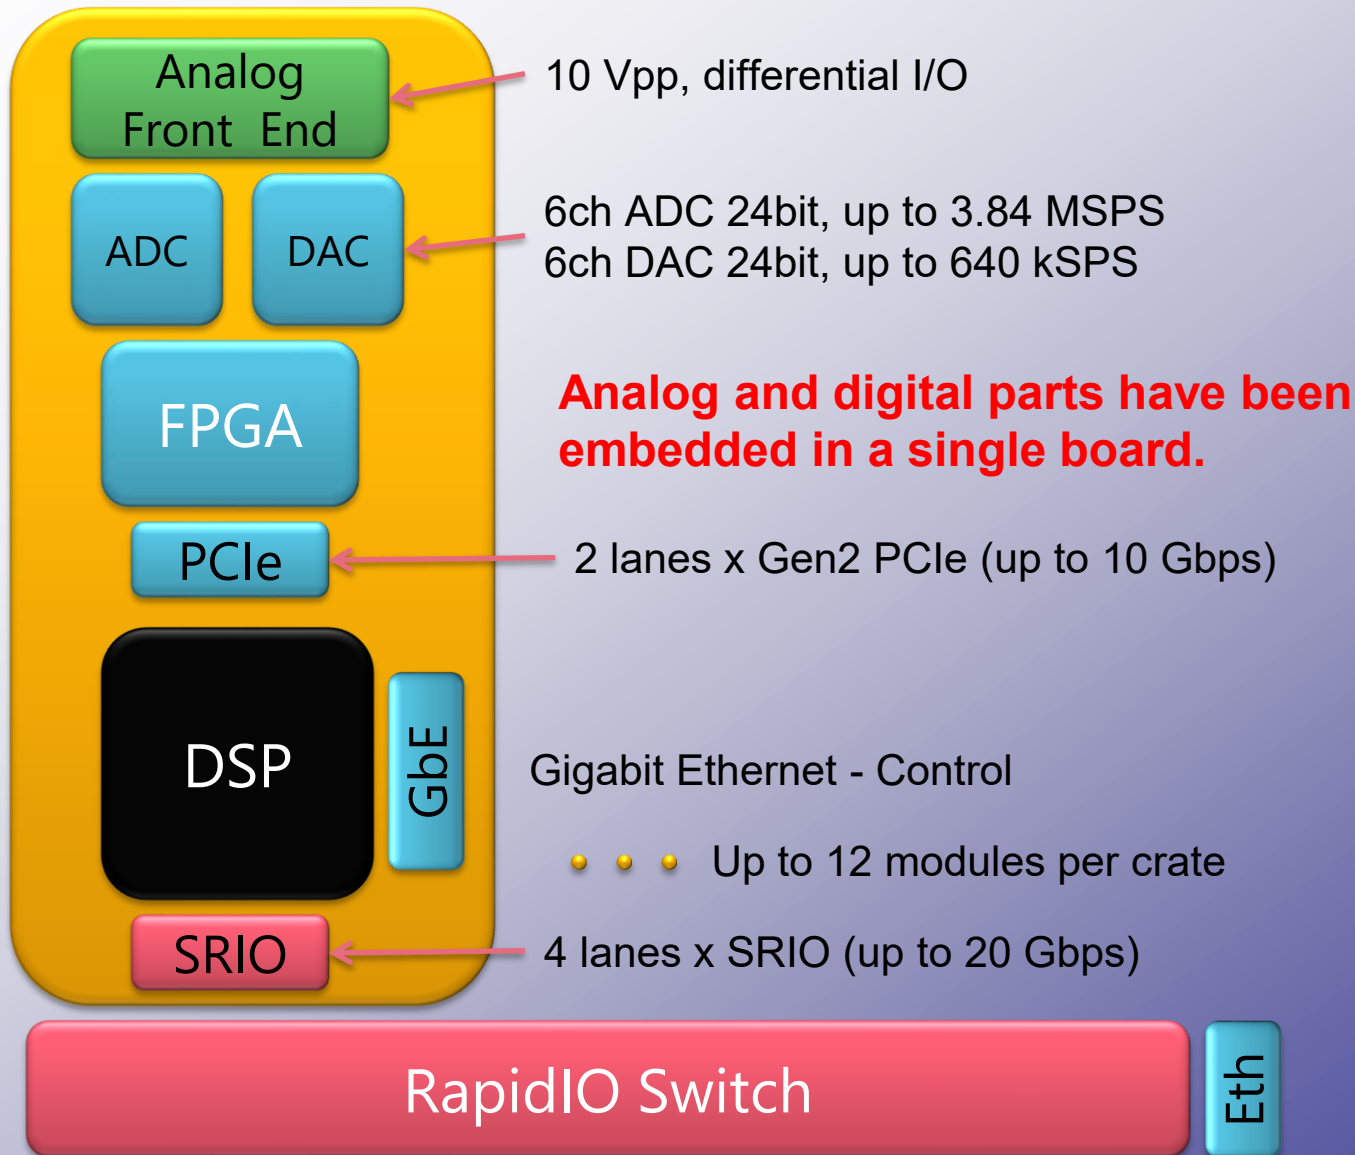 Analog
Front End
10 Vpp, differential I/O
ADC
DAC
6ch ADC 24bit, up to 3.84 MSPS
6ch DAC 24bit, up to 640 kSPS
FPGA
Analog and digital parts have been
embedded in a single board.
PCIe
2 lanes x Gen2 PCIe (up to 10 Gbps)
DSP
GbE
Gigabit Ethernet - Control
Up to 12 modules per crate
SRIO
4 lanes x SRIO (up to 20 Gbps)
RapidIO Switch
Eth